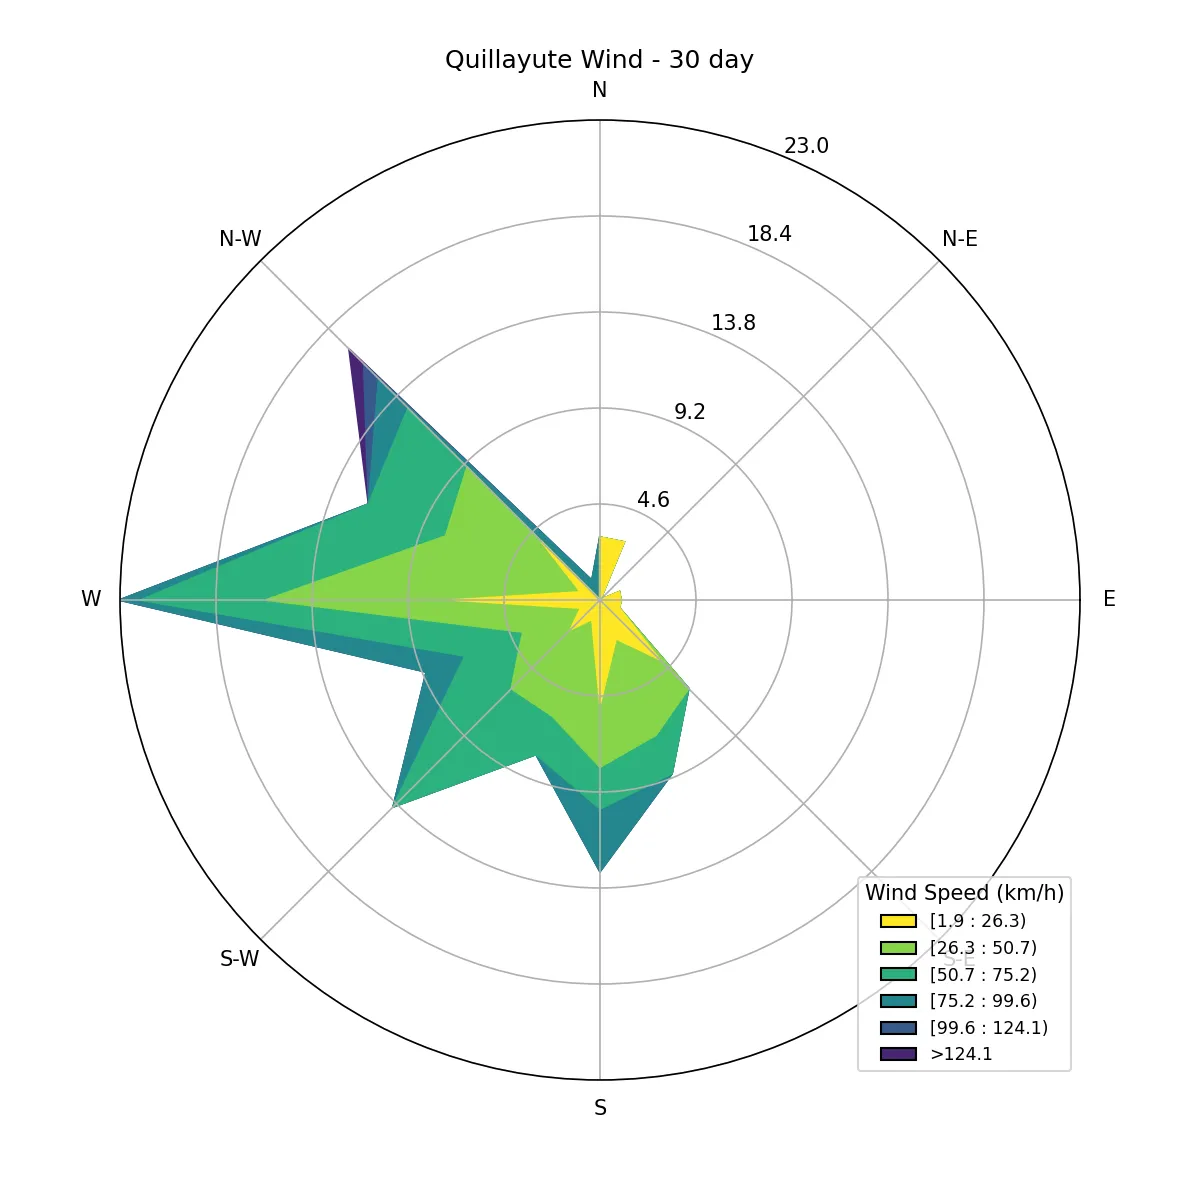 Quillayute Wind - 30 day
N
23.0
18.4
N-W
N-E
13.8
9.2
4.6
W
E
Wind Speed (km/h)
[1.9 : 26.3)
[26.3 : 50.7)
S-W
S-E
[50.7 : 75.2)
[75.2 : 99.6)
[99.6 : 124.1)
>124.1
S